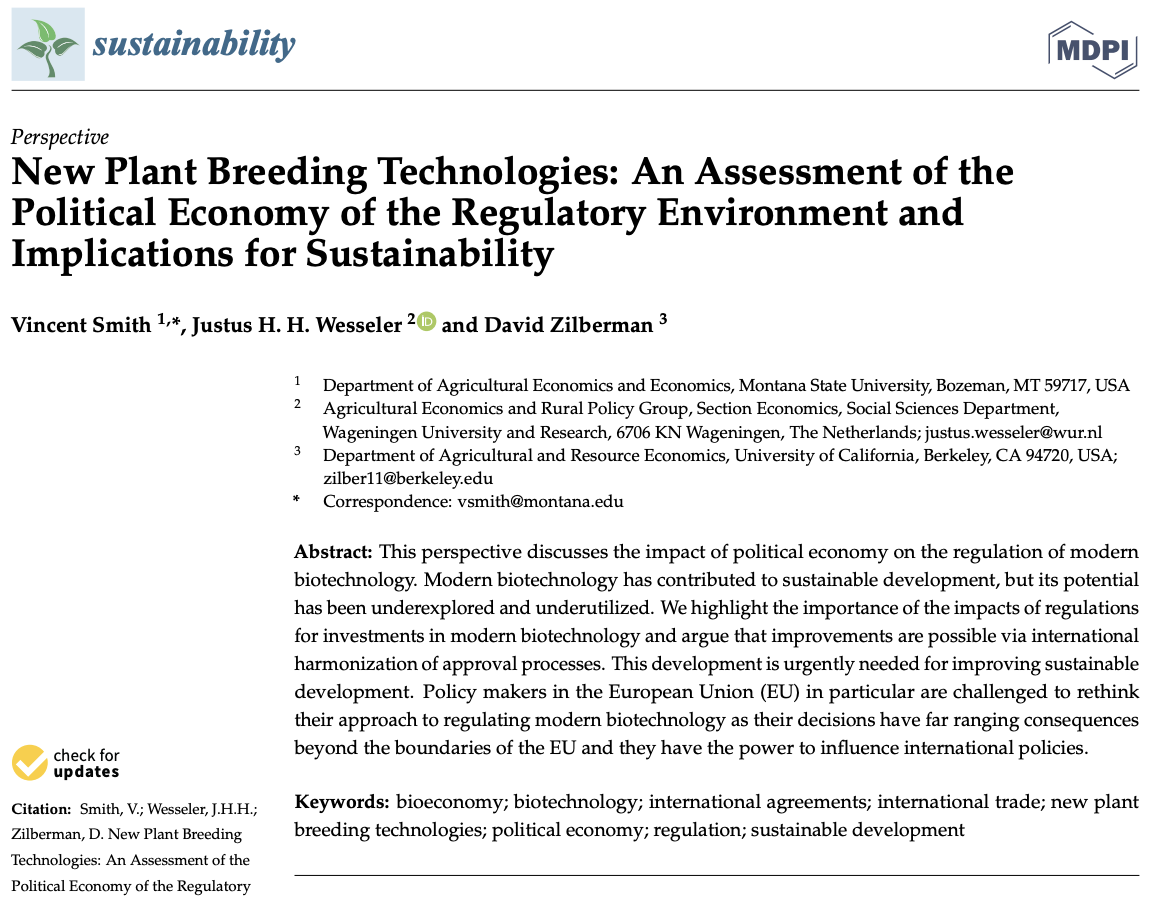 sustainability
MDPI
Perspective
New Plant Breeding Technologies: An Assessment of the
Political Economy of the Regulatory Environment and
Implications for Sustainability
Vincent Smith 1,*, Justus H. H. Wesseler 2 iD and David Zilberman 3
1 Department of Agricultural Economics and Economics, Montana State University, Bozeman, MT 59717, USA
2 Agricultural Economics and Rural Policy Group, Section Economics, Social Sciences Department,
Wageningen University and Research, 6706 KN Wageningen, The Netherlands; justus.wesseler@wur.nl
3 Department of Agricultural and Resource Economics, University of California, Berkeley, CA 94720, USA;
zilber11@berkeley.edu
* Correspondence: vsmith@montana.edu
Abstract: This perspective discusses the impact of political economy on the regulation of modern
biotechnology. Modern biotechnology has contributed to sustainable development, but its potential
has been underexplored and underutilized. We highlight the importance of the impacts of regulations
for investments in modern biotechnology and argue that improvements are possible via international
harmonization of approval processes. This development is urgently needed for improving sustainable
development. Policy makers in the European Union (EU) in particular are challenged to rethink
their approach to regulating modern biotechnology as their decisions have far ranging consequences
beyond the boundaries of the EU and they have the power to influence international policies.
Keywords: bioeconomy; biotechnology; international agreements; international trade; new plant
breeding technologies; political economy; regulation; sustainable development
check for
updates
Citation: Smith, V.; Wesseler, J.H.H.;
Zilberman, D. New Plant Breeding
Technologies: An Assessment of the
Political Economy of the Regulatory